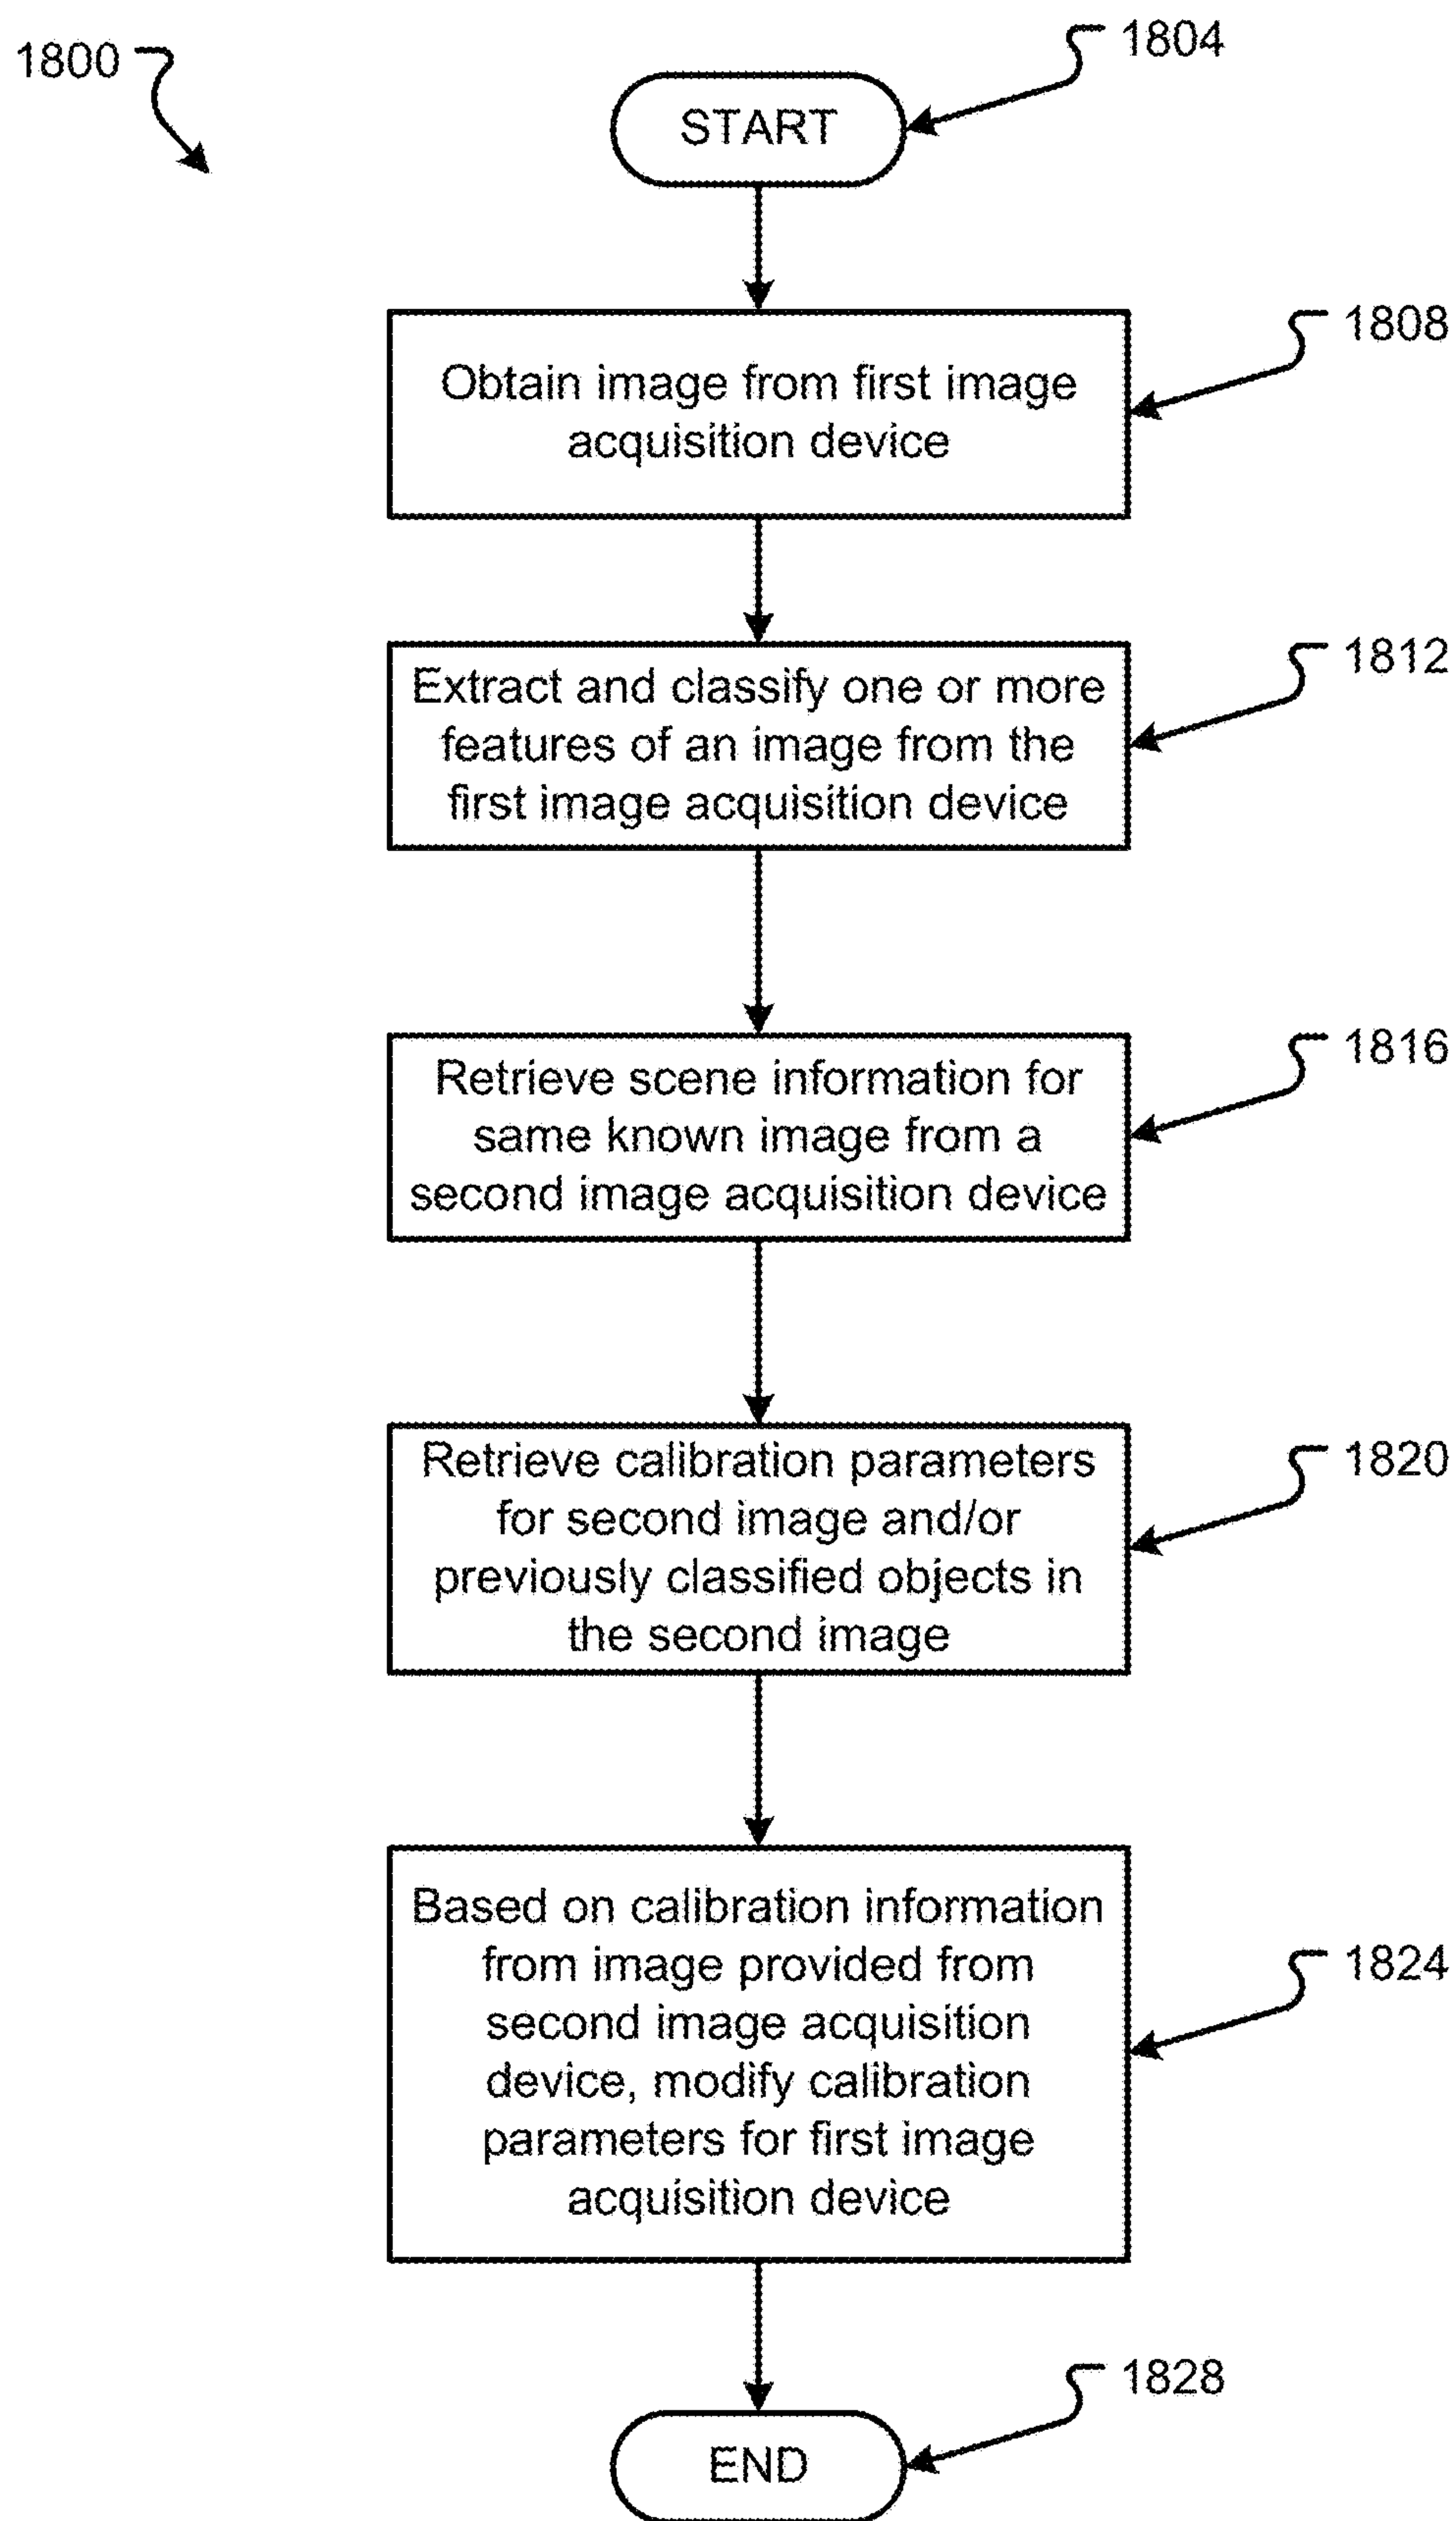 1800
1804
START
1808
Obtain image from first image
acquisition device
1812
Extract and classify one or more
features of an image from the
first image acquisition device
1816
Retrieve scene information for
same known image from a
second image acquisition device
1820
Retrieve calibration parameters
for second image and/or
previously classified objects in
the second image
1824
Based on calibration information
from image provided from
second image acquisition
device, modify calibration
parameters for first image
acquisition device
1828
END